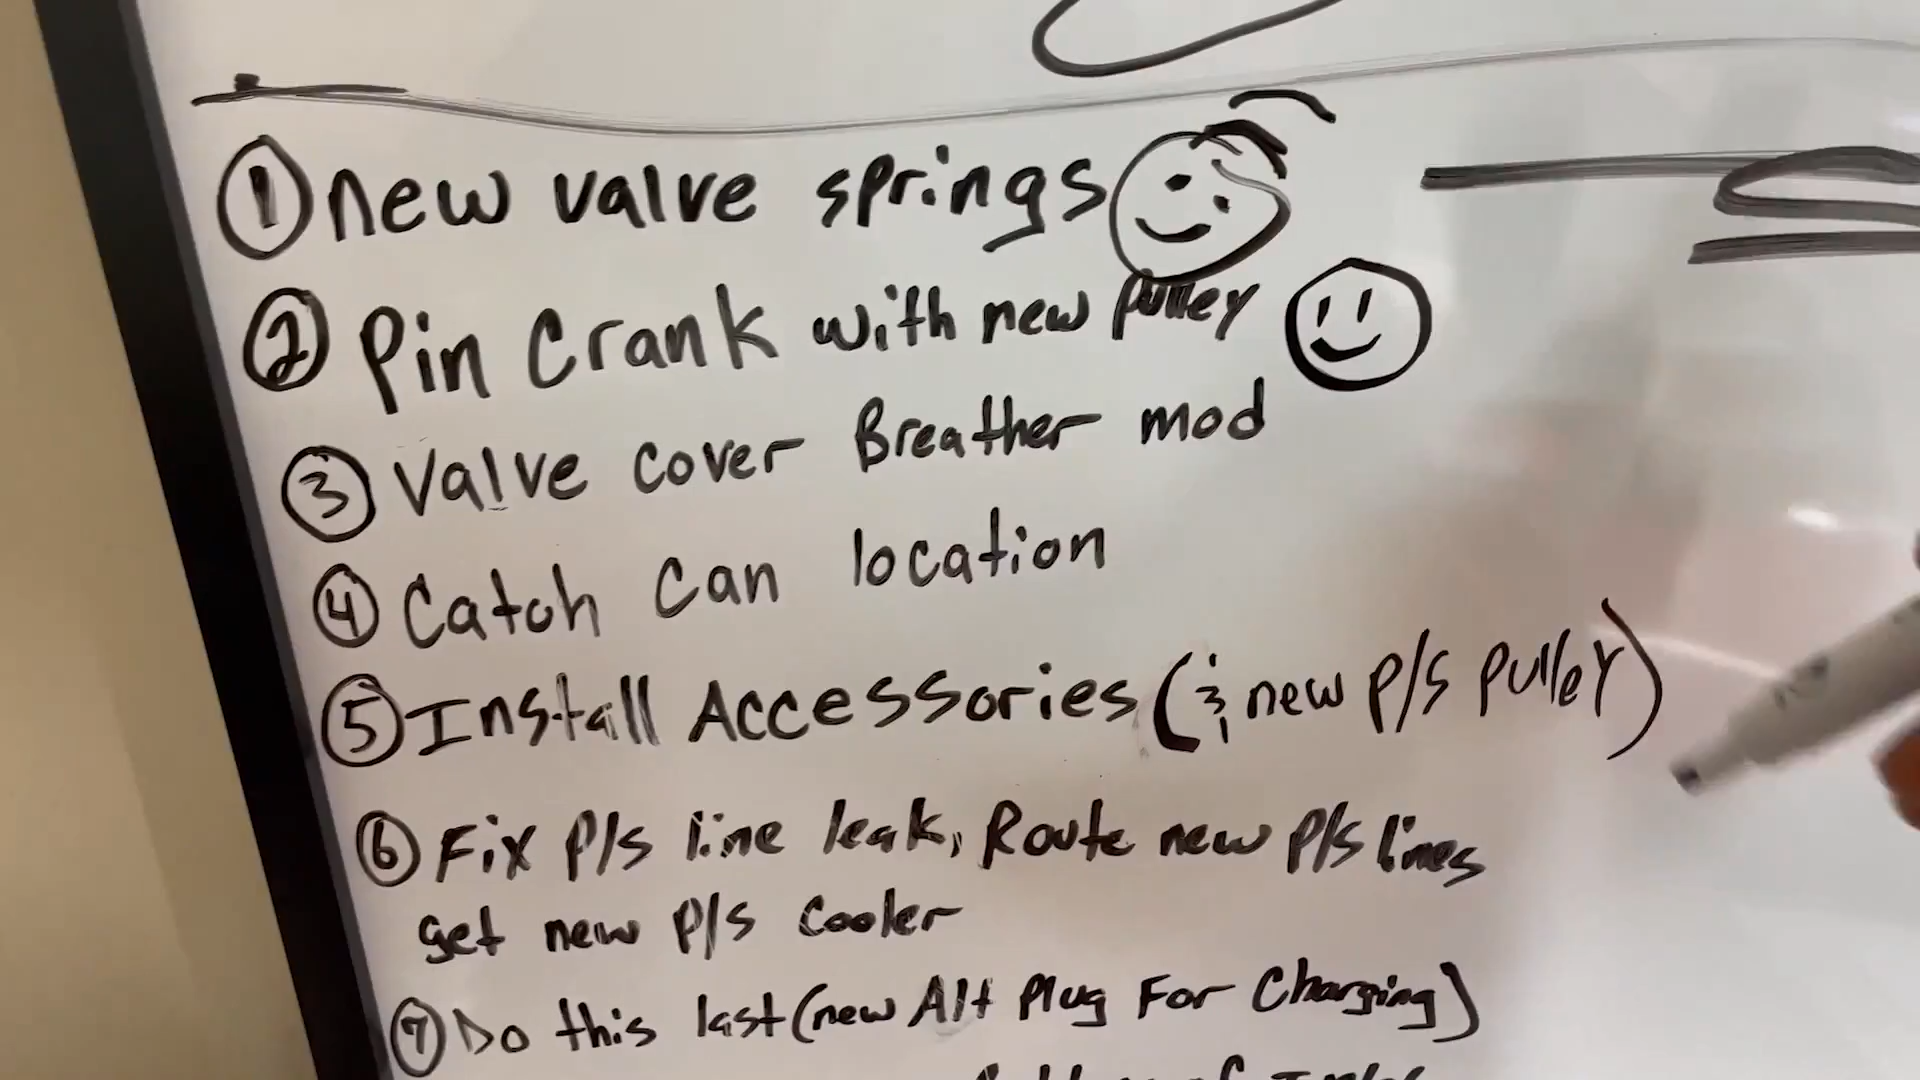 ① new valve springs
② Pin Crank with new pulley
③ Valve cover Breather mod
④ Catch Can location
⑤ Install Accessories (& new P/S pulley)
⑥ Fix P/S line leak, Route new P/S lines
get new P/S cooler
⑦ Do this last (new Alt Plug For Charging)